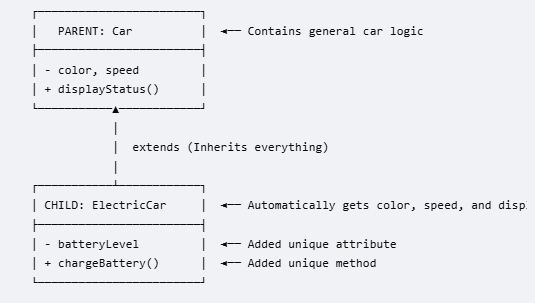 PARENT: Car ◄── Contains general car logic
- color, speed
+ displayStatus()
extends (Inherits everything)
CHILD: ElectricCar ◄── Automatically gets color, speed, and disp
- batteryLevel ◄── Added unique attribute
+ chargeBattery() ◄── Added unique method